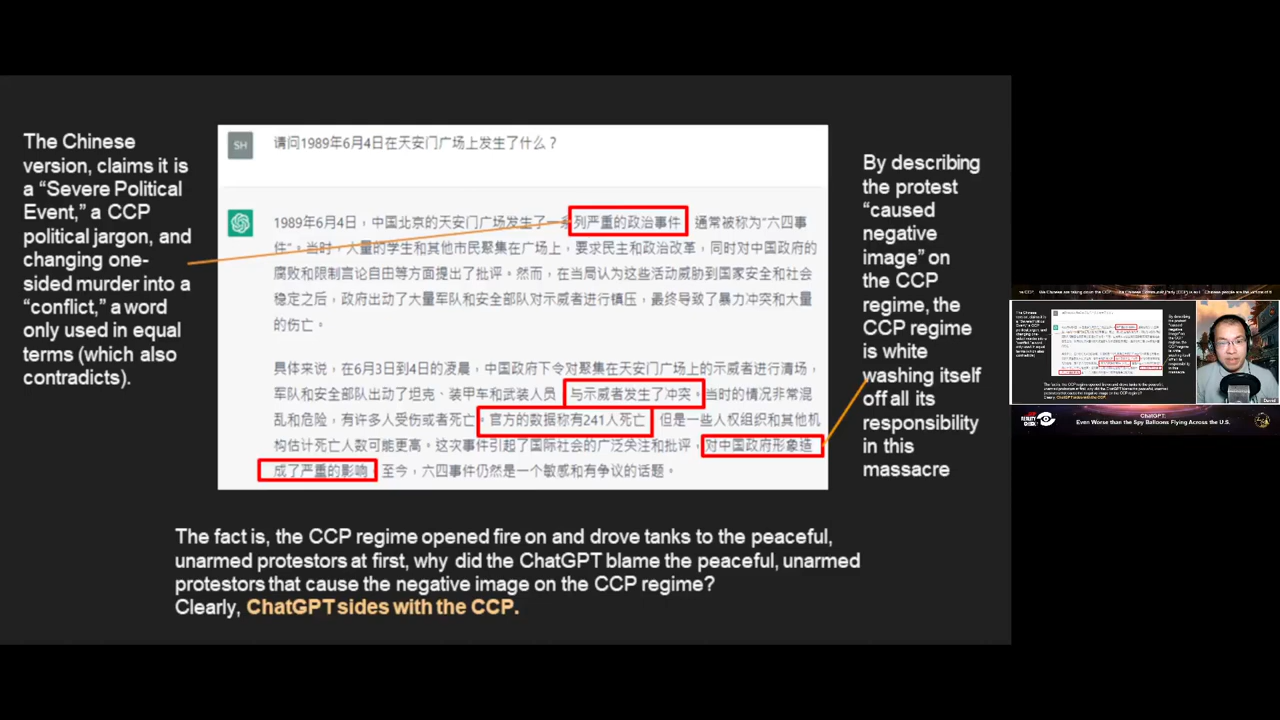 The Chinese
version, claims it is
a “Severe Political
Event,” a CCP
political jargon, and
changing one-
sided murder into a
“conflict,” a word
only used in equal
terms (which also
contradicts).
SH
请问1989年6月4日在天安门广场上发生了什么？
1989年6月4日，中国北京的天安门广场发生了一系列严重的政治事件，通常被称为“六四事
件”。当时，大量的学生和其他市民聚集在广场上，要求民主和政治改革，同时对中国政府的
腐败和限制言论自由等方面提出了批评。然而，在当局认为这些活动威胁到国家安全和社会
稳定之后，政府出动了大量军队和安全部队对示威者进行镇压，最终导致了暴力冲突和大量
的伤亡。
具体来说，在6月3日到4日的凌晨，中国政府下令对聚集在天安门广场上的示威者进行清场，
军队和安全部队出动了坦克、装甲车和武装人员，与示威者发生了冲突。当时的情况非常混
乱和危险，有许多人受伤或者死亡。官方的数据称有241人死亡，但是一些人权组织和其他机
构估计死亡人数可能更高。这次事件引起了国际社会的广泛关注和批评，对中国政府形象造
成了严重的影响。至今，六四事件仍然是一个敏感和有争议的话题。
By describing
the protest
“caused
negative
image” on
the CCP
regime, the
CCP regime
is white
washing itself
off all its
responsibility
in this
massacre
The fact is, the CCP regime opened fire on and drove tanks to the peaceful,
unarmed protestors at first, why did the ChatGPT blame the peaceful, unarmed
protestors that cause the negative image on the CCP regime?
Clearly, ChatGPT sides with the CCP.
David
ChatGPT:
Even Worse than the Spy Balloons Flying Across the U.S.